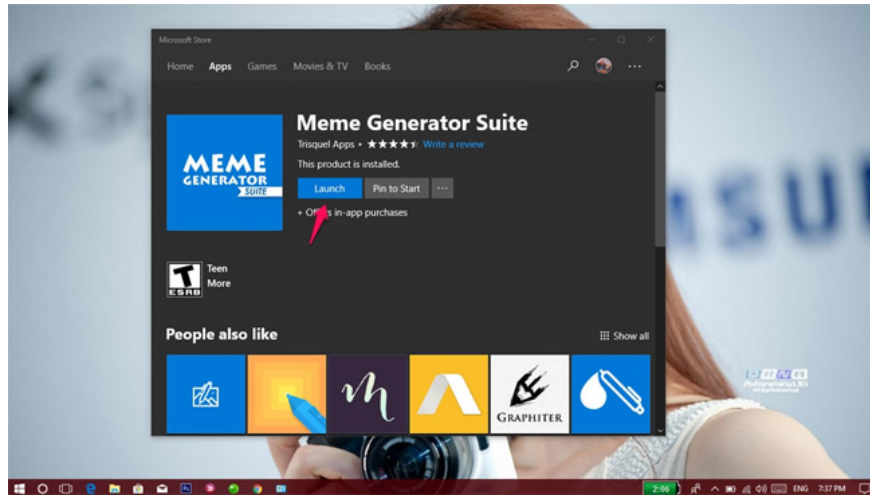 Microsoft Store
Home Apps Games Movies & TV Books
Meme Generator Suite
Trisquel Apps • Write a review
This product is installed.
MEME
GENERATOR
SUITE
Launch Pin to Start
+ Offers in-app purchases
T
ESRB
Teen
More
People also like
Show all
GRAPHITER
SU
2:06 ENG 7:37 PM